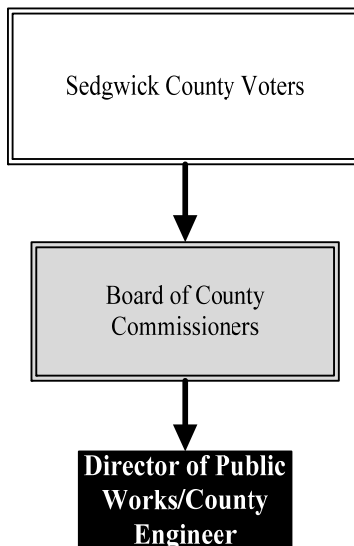 Sedgwick County Voters
Board of County
Commissioners
Director of Public
Works/County
Engineer